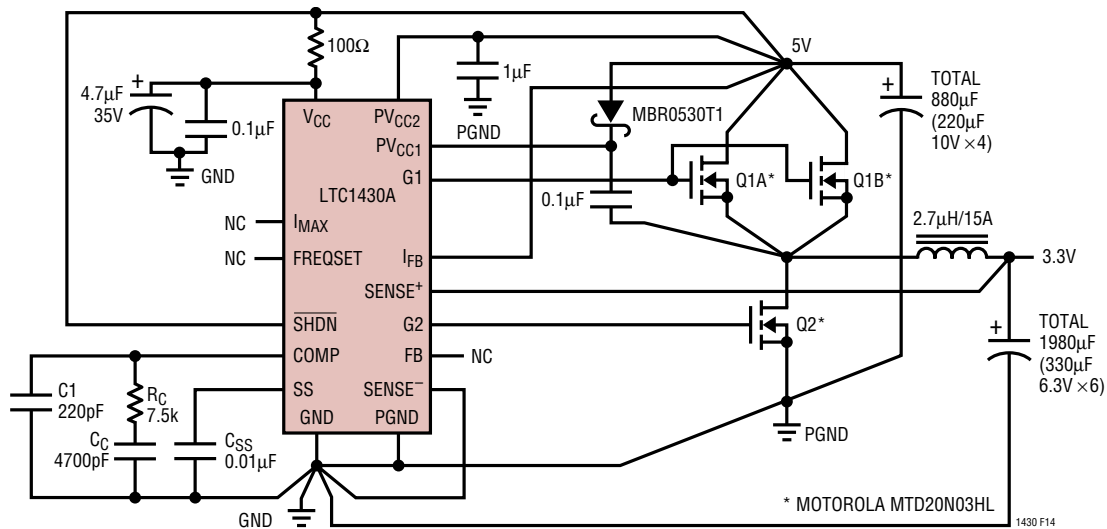 100Ω
5V
4.7µF
35V
0.1µF
GND
1µF
PGND
MBR0530T1
TOTAL
880µF
(220µF
10V ×4)
VCC
PVCC2
PVCC1
G1
LTC1430A
0.1µF
Q1A*
Q1B*
NC
IMAX
NC
FREQSET
IFB
SENSE+
2.7µH/15A
3.3V
SHDN
G2
Q2*
COMP
FB
NC
SS
SENSE–
GND
PGND
TOTAL
1980µF
(330µF
6.3V ×6)
C1
220pF
RC
7.5k
CC
4700pF
CSS
0.01µF
PGND
GND
* MOTOROLA MTD20N03HL
1430 F14